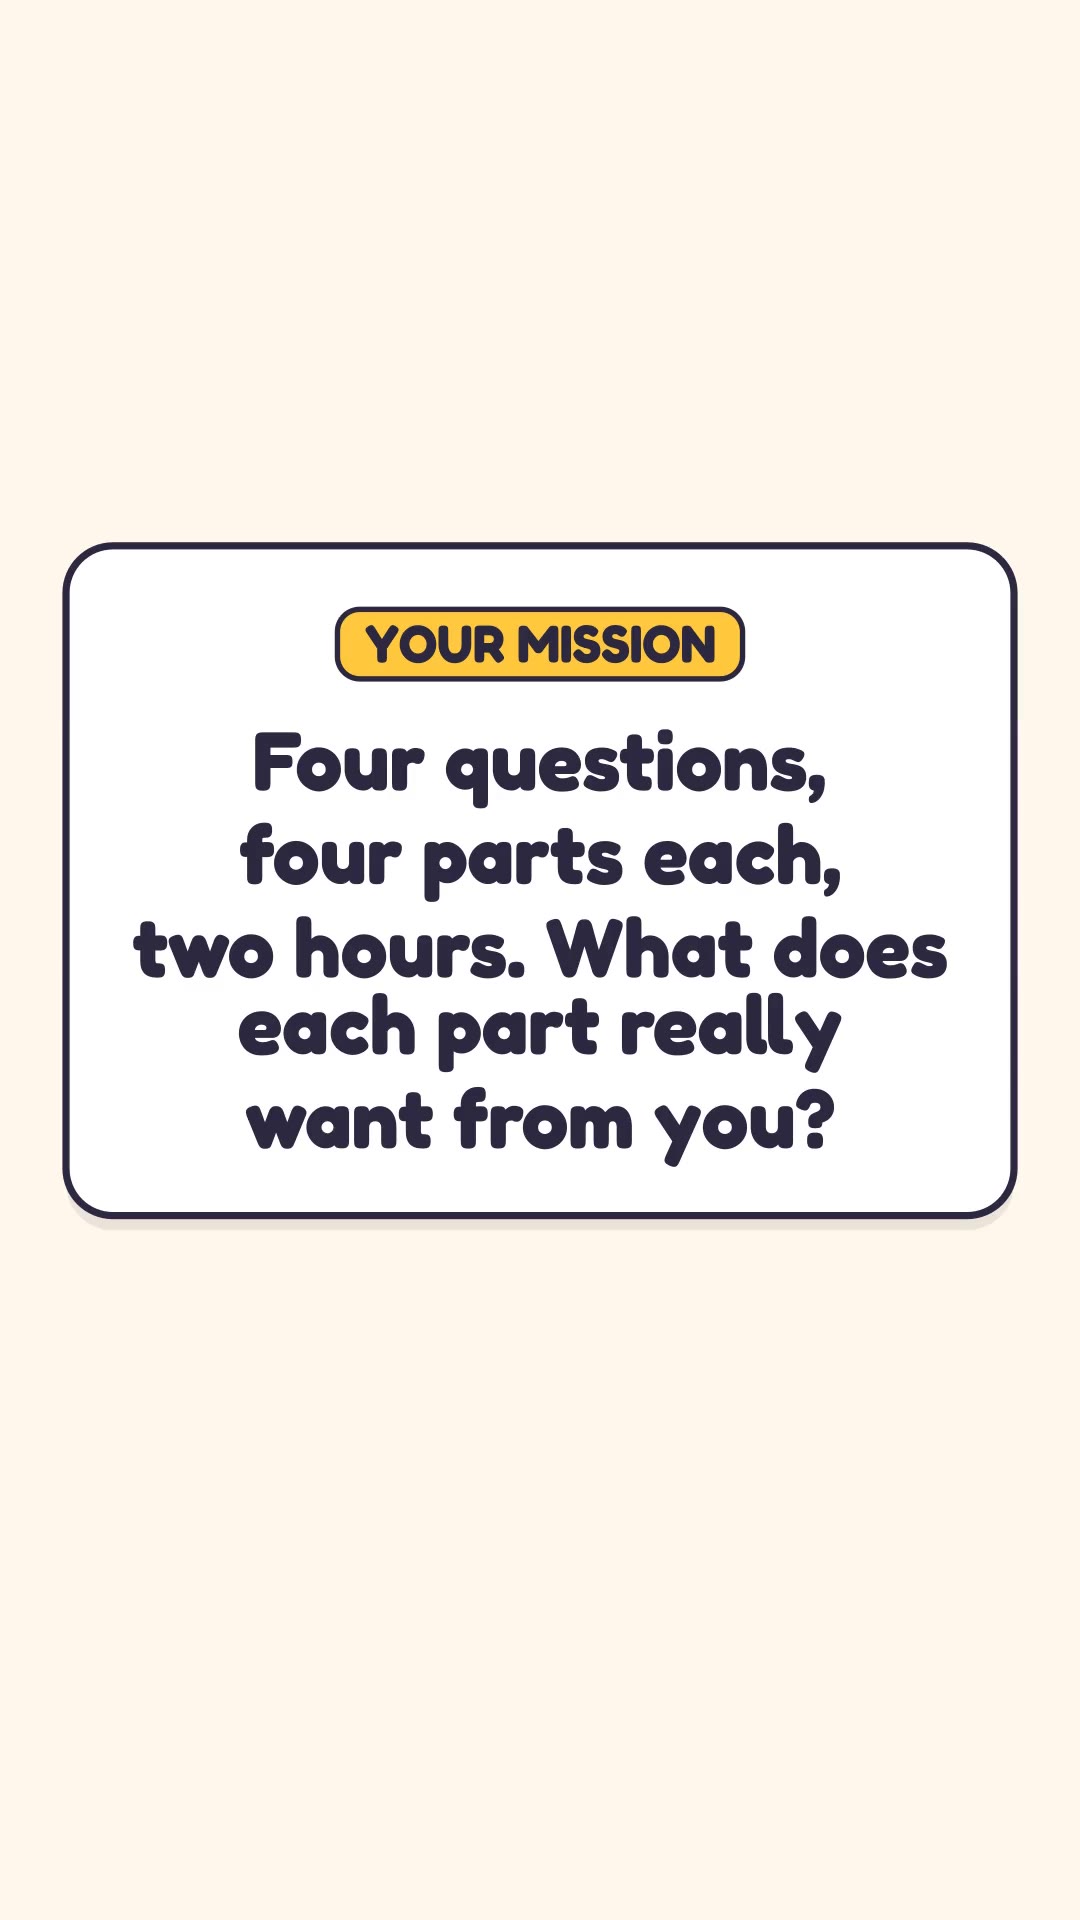 YOUR MISSION
Four questions,
four parts each,
two hours. What does
each part really
want from you?